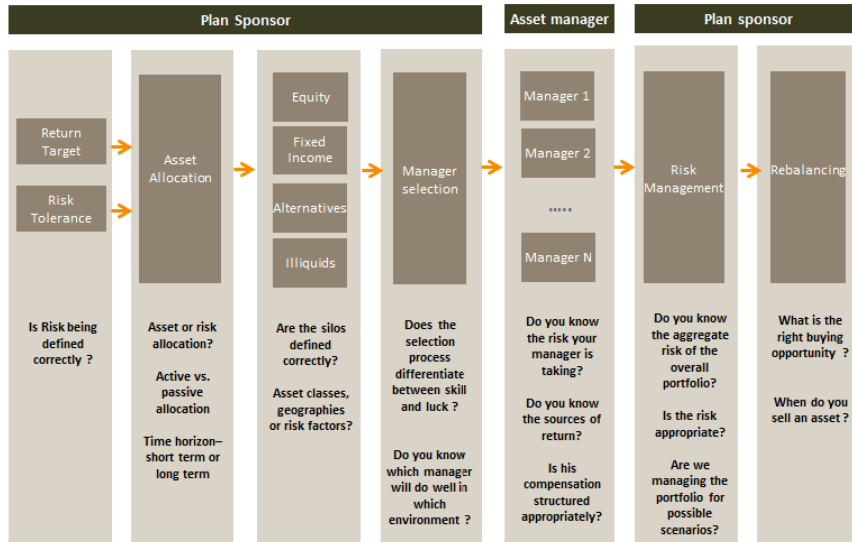 Plan Sponsor
Asset manager
Plan sponsor
Return
Target
Risk
Tolerance
Asset
Allocation
Equity
Fixed
Income
Alternatives
Illiquids
Manager
selection
Manager 1
Manager 2
.....
Manager N
Risk
Management
Rebalancing
Is Risk being
defined
correctly ?
Asset or risk
allocation?
Active vs.
passive
allocation
Time horizon–
short term or
long term
Are the silos
defined
correctly?
Asset classes,
geographies
or risk factors?
Does the
selection
process
differentiate
between skill
and luck ?
Do you know
which manager
will do well in
which
environment ?
Do you know
the risk your
manager is
taking?
Do you know
the sources of
return?
Is his
compensation
structured
appropriately?
Do you know
the aggregate
risk of the
overall
portfolio?
Is the risk
appropriate?
Are we
managing the
portfolio for
possible
scenarios?
What is the
right buying
opportunity ?
When do you
sell an asset ?